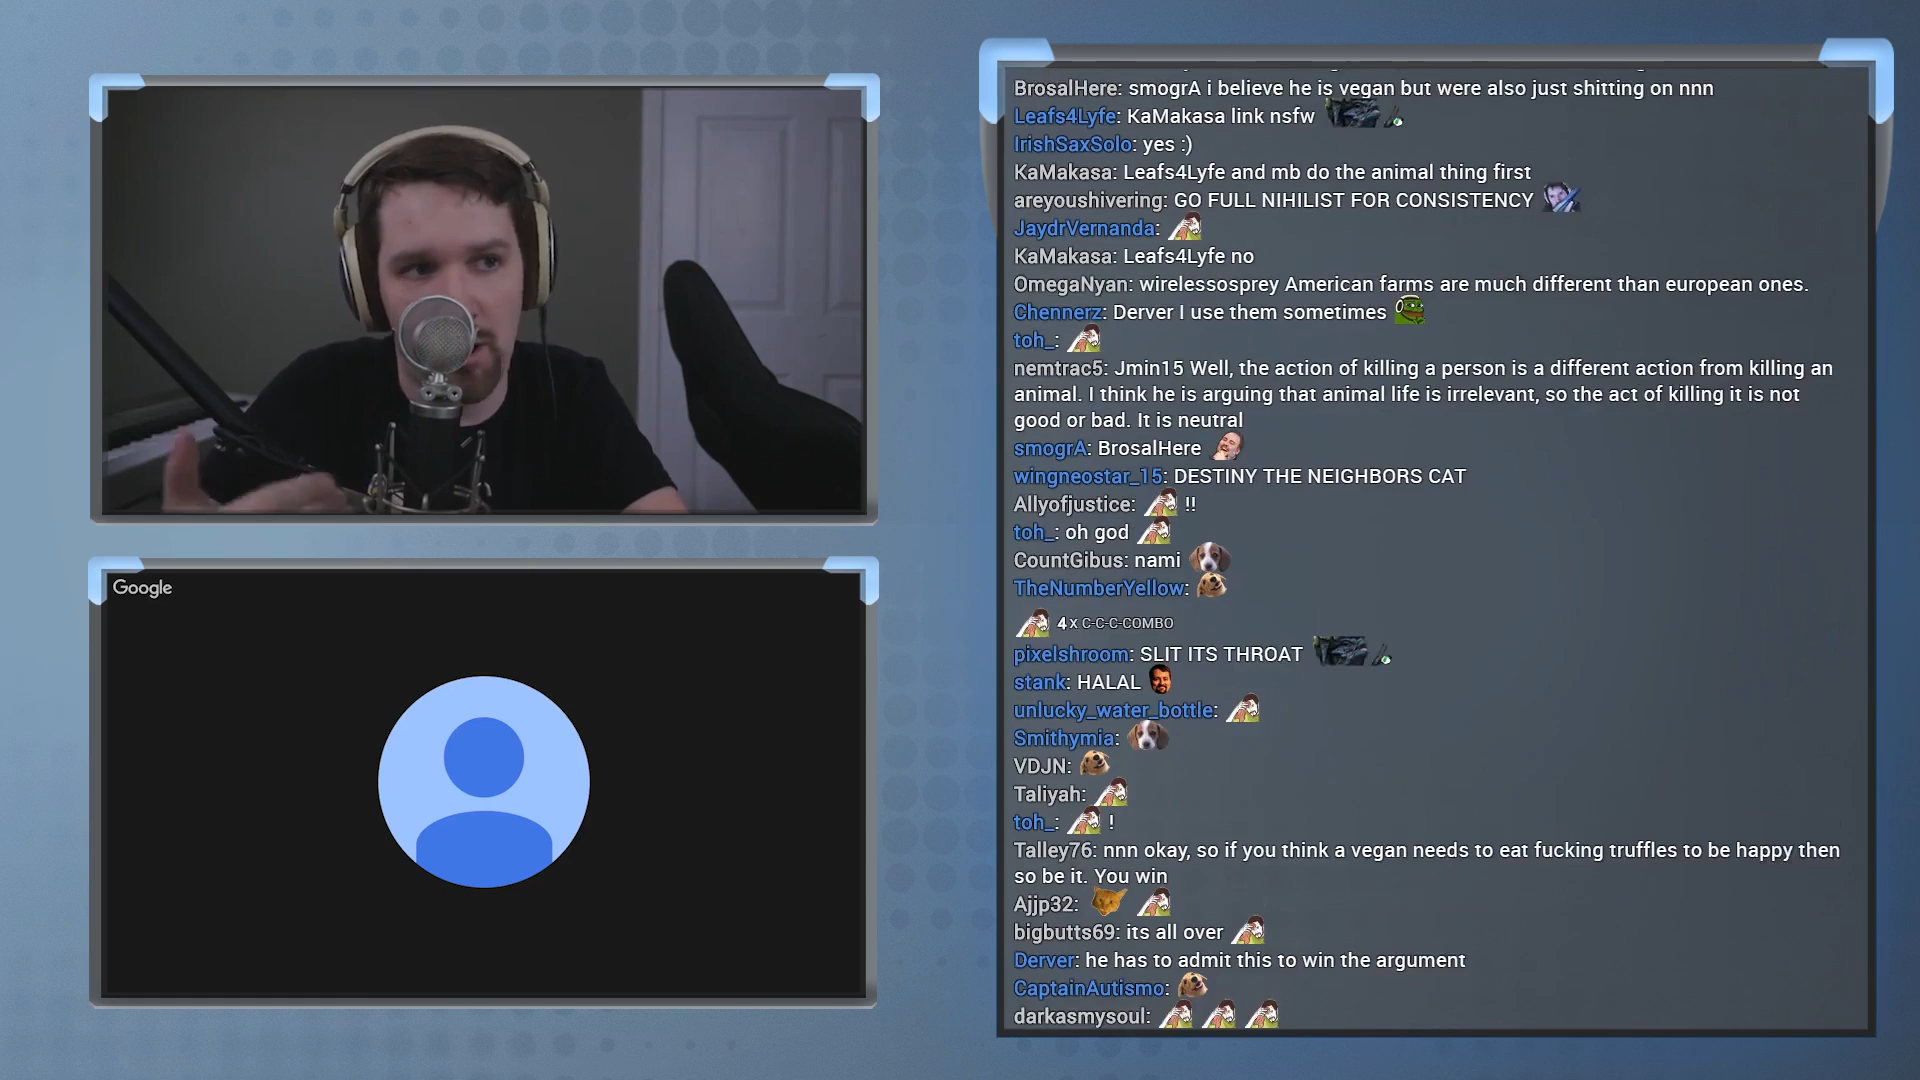 Google
BrosalHere: smogrA i believe he is vegan but were also just shitting on nnn
Leafs4Lyfe: KaMakasa link nsfw
IrishSaxSolo: yes :)
KaMakasa: Leafs4Lyfe and mb do the animal thing first
areyoushivering: GO FULL NIHILIST FOR CONSISTENCY
JaydrVernanda:
KaMakasa: Leafs4Lyfe no
OmegaNyan: wirelessosprey American farms are much different than european ones.
Chennerz: Derver I use them sometimes
toh_:
nemtrac5: Jmin15 Well, the action of killing a person is a different action from killing an
animal. I think he is arguing that animal life is irrelevant, so the act of killing it is not
good or bad. It is neutral
smogrA: BrosalHere
wingneostar_15: DESTINY THE NEIGHBORS CAT
Allyofjustice: !!
toh_: oh god
CountGibus: nami
TheNumberYellow:
4x C-C-C-COMBO
pixelshroom: SLIT ITS THROAT
stank: HALAL
unlucky_water_bottle:
Smithymia:
VDJN:
Taliyah:
toh_: !
Talley76: nnn okay, so if you think a vegan needs to eat fucking truffles to be happy then
so be it. You win
Ajjp32:
bigbutts69: its all over
Derver: he has to admit this to win the argument
CaptainAutismo:
darkasmysoul: